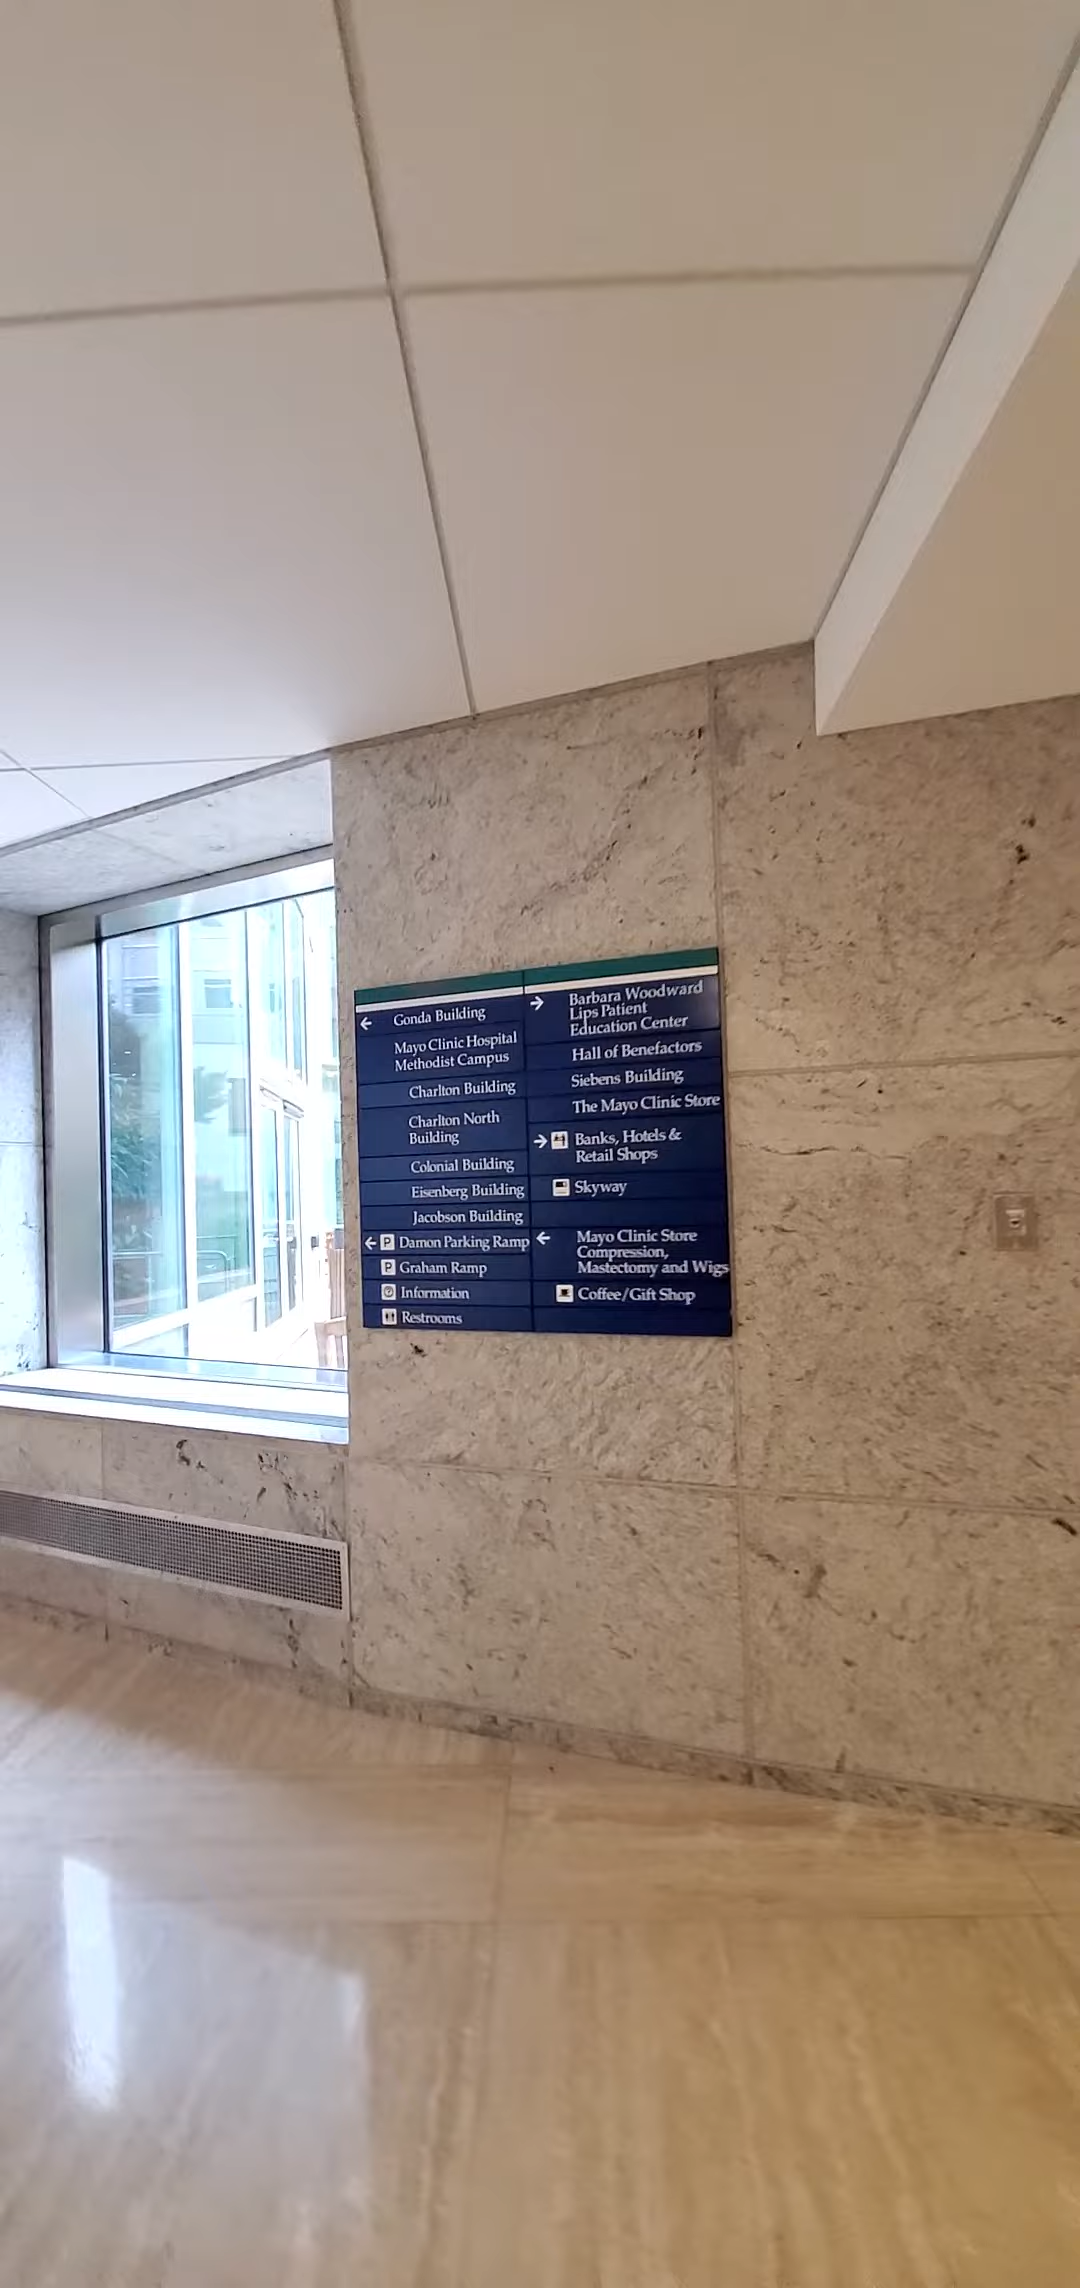 ← Gonda Building
Mayo Clinic Hospital
Methodist Campus
Charlton Building
Charlton North
Building
Colonial Building
Eisenberg Building
Jacobson Building
← P Damon Parking Ramp
P Graham Ramp
Information
Restrooms
→ Barbara Woodward
Lips Patient
Education Center
Hall of Benefactors
Siebens Building
The Mayo Clinic Store
→ Banks, Hotels &
Retail Shops
Skyway
← Mayo Clinic Store
Compression,
Mastectomy and Wigs
Coffee/Gift Shop